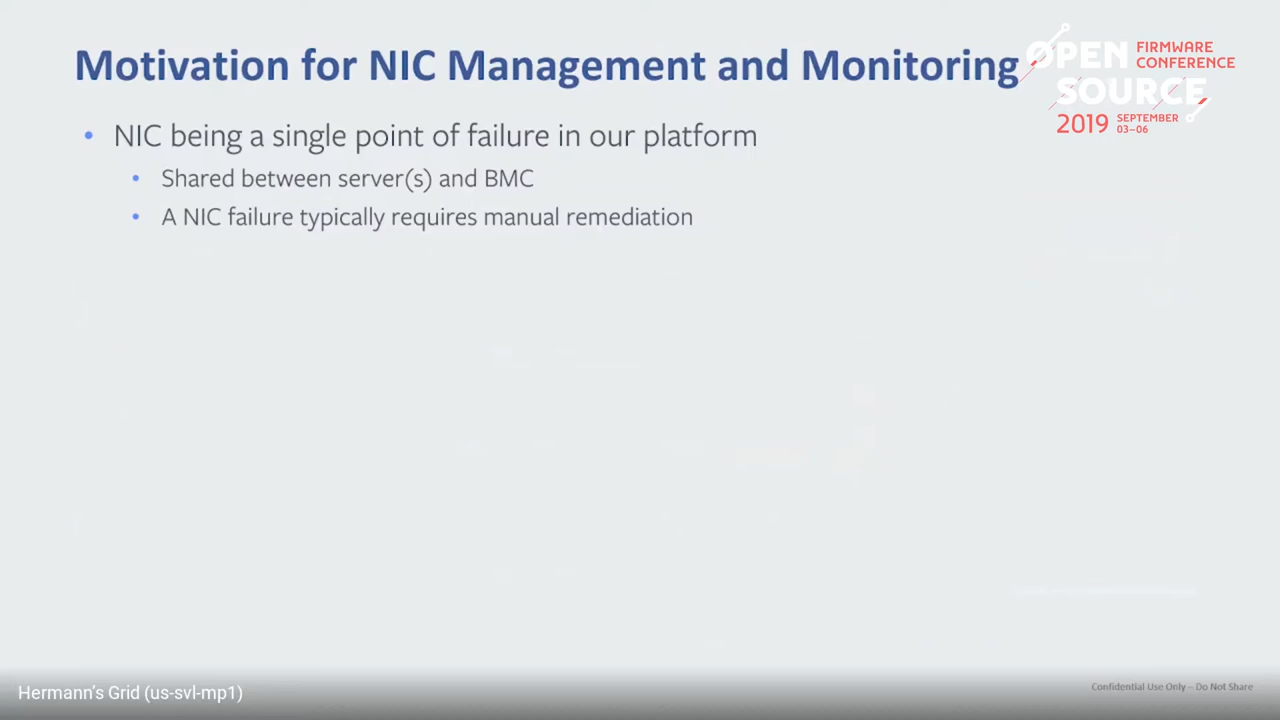 Motivation for NIC Management and Monitoring
OPEN SOURCE
FIRMWARE CONFERENCE
2019 SEPTEMBER 03–06
• NIC being a single point of failure in our platform
• Shared between server(s) and BMC
• A NIC failure typically requires manual remediation
Hermann's Grid (us-svl-mp1)
Confidential Use Only – Do Not Share